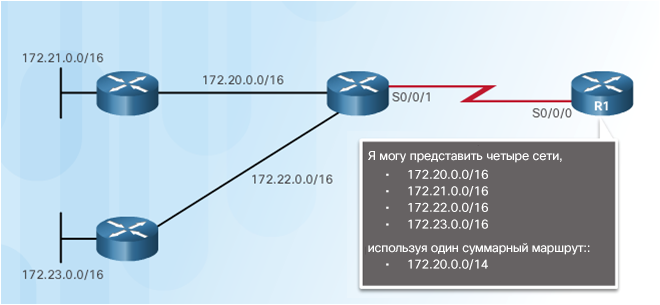 172.21.0.0/16
172.20.0.0/16
S0/0/1
S0/0/0
R1
172.22.0.0/16
172.23.0.0/16
Я могу представить четыре сети,
• 172.20.0.0/16
• 172.21.0.0/16
• 172.22.0.0/16
• 172.23.0.0/16
используя один суммарный маршрут::
• 172.20.0.0/14